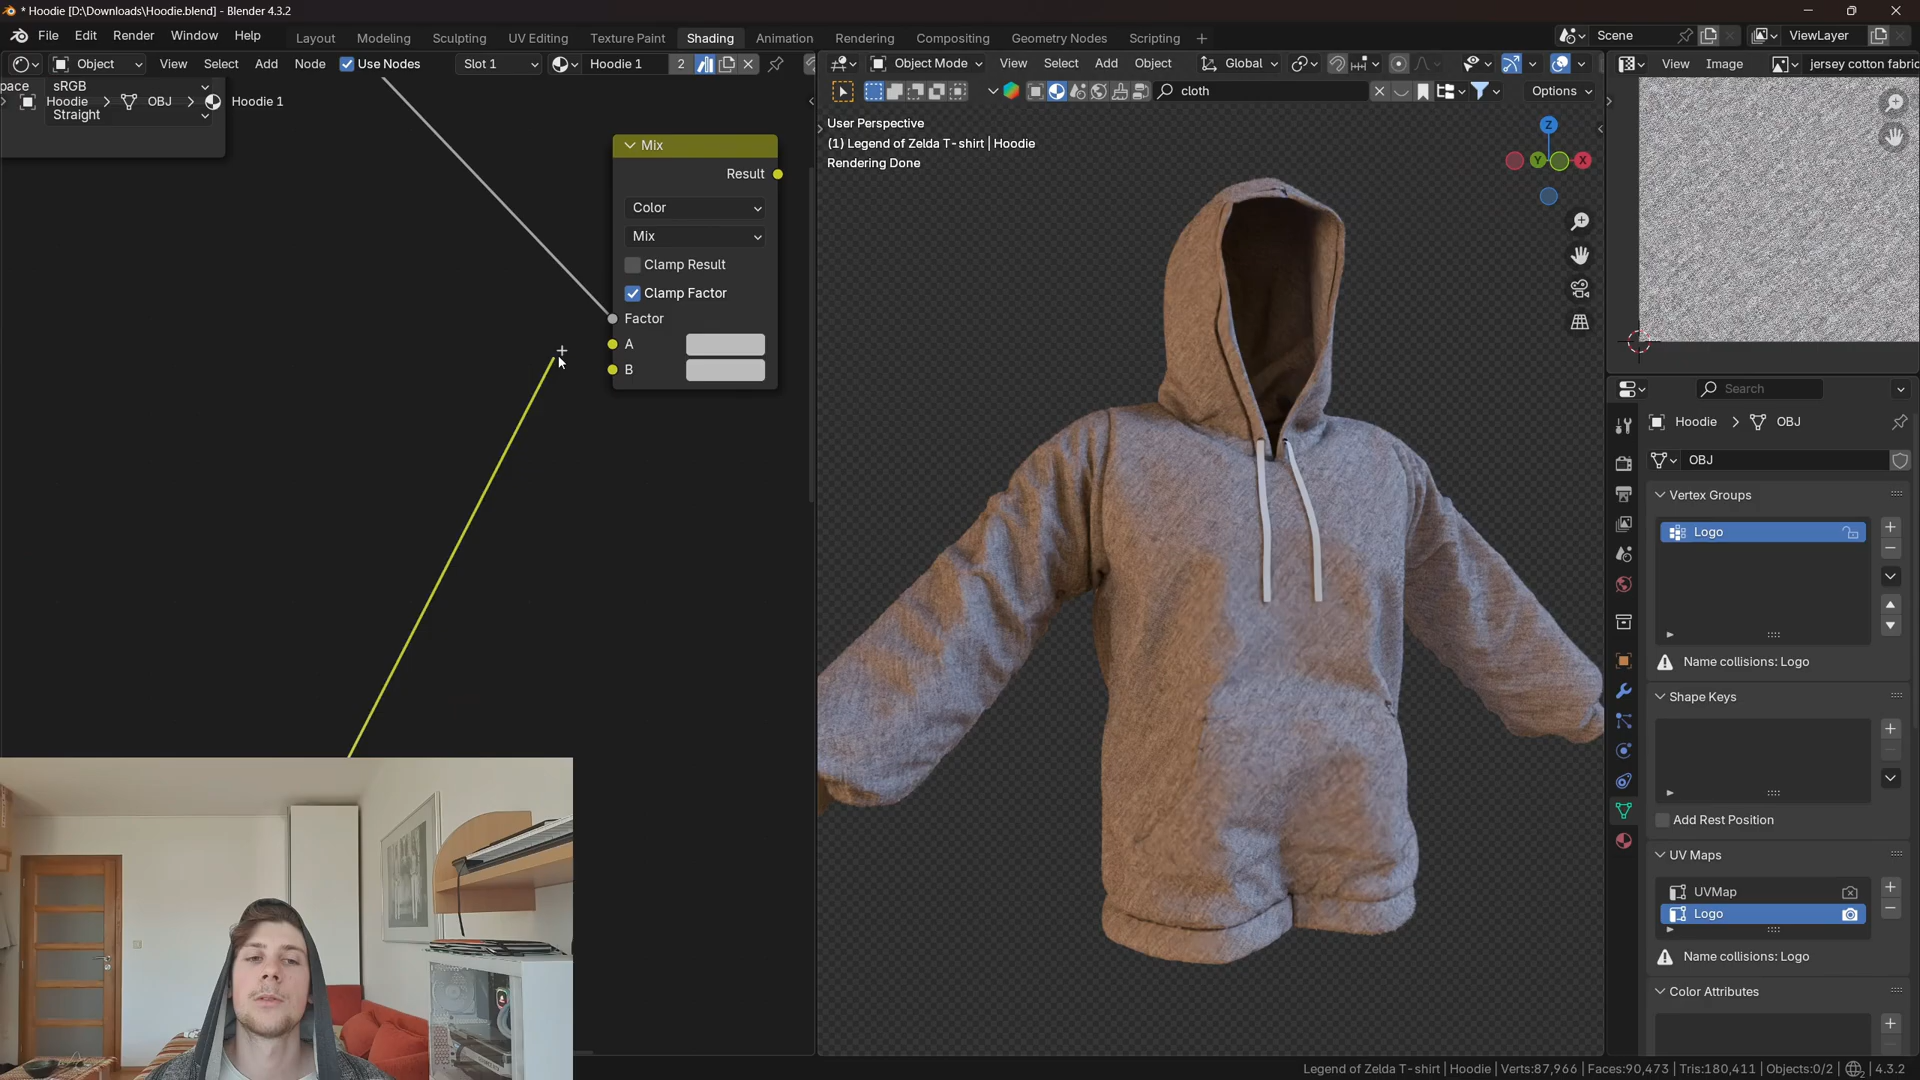 * Hoodie [D:\Downloads\Hoodie.blend] - Blender 4.3.2
File Edit Render Window Help
Layout Modeling Sculpting UV Editing Texture Paint Shading Animation Rendering Compositing Geometry Nodes Scripting +
Scene
ViewLayer
Object View Select Add Node Use Nodes Slot 1 Hoodie 1 2
Object Mode View Select Add Object Global
View Image jersey cotton fabric
pace sRGB
Hoodie > OBJ > Hoodie 1
Straight
cloth
Options
User Perspective
(1) Legend of Zelda T-shirt | Hoodie
Rendering Done
Z
Y
X
Mix
Result
Color
Mix
Clamp Result
Clamp Factor
Factor
A
B
Search
Hoodie > OBJ
OBJ
Vertex Groups
Logo
Name collisions: Logo
Shape Keys
Add Rest Position
UV Maps
UVMap
Logo
Name collisions: Logo
Color Attributes
Legend of Zelda T-shirt | Hoodie | Verts:87,966 | Faces:90,473 | Tris:180,411 | Objects:0/2 | 4.3.2